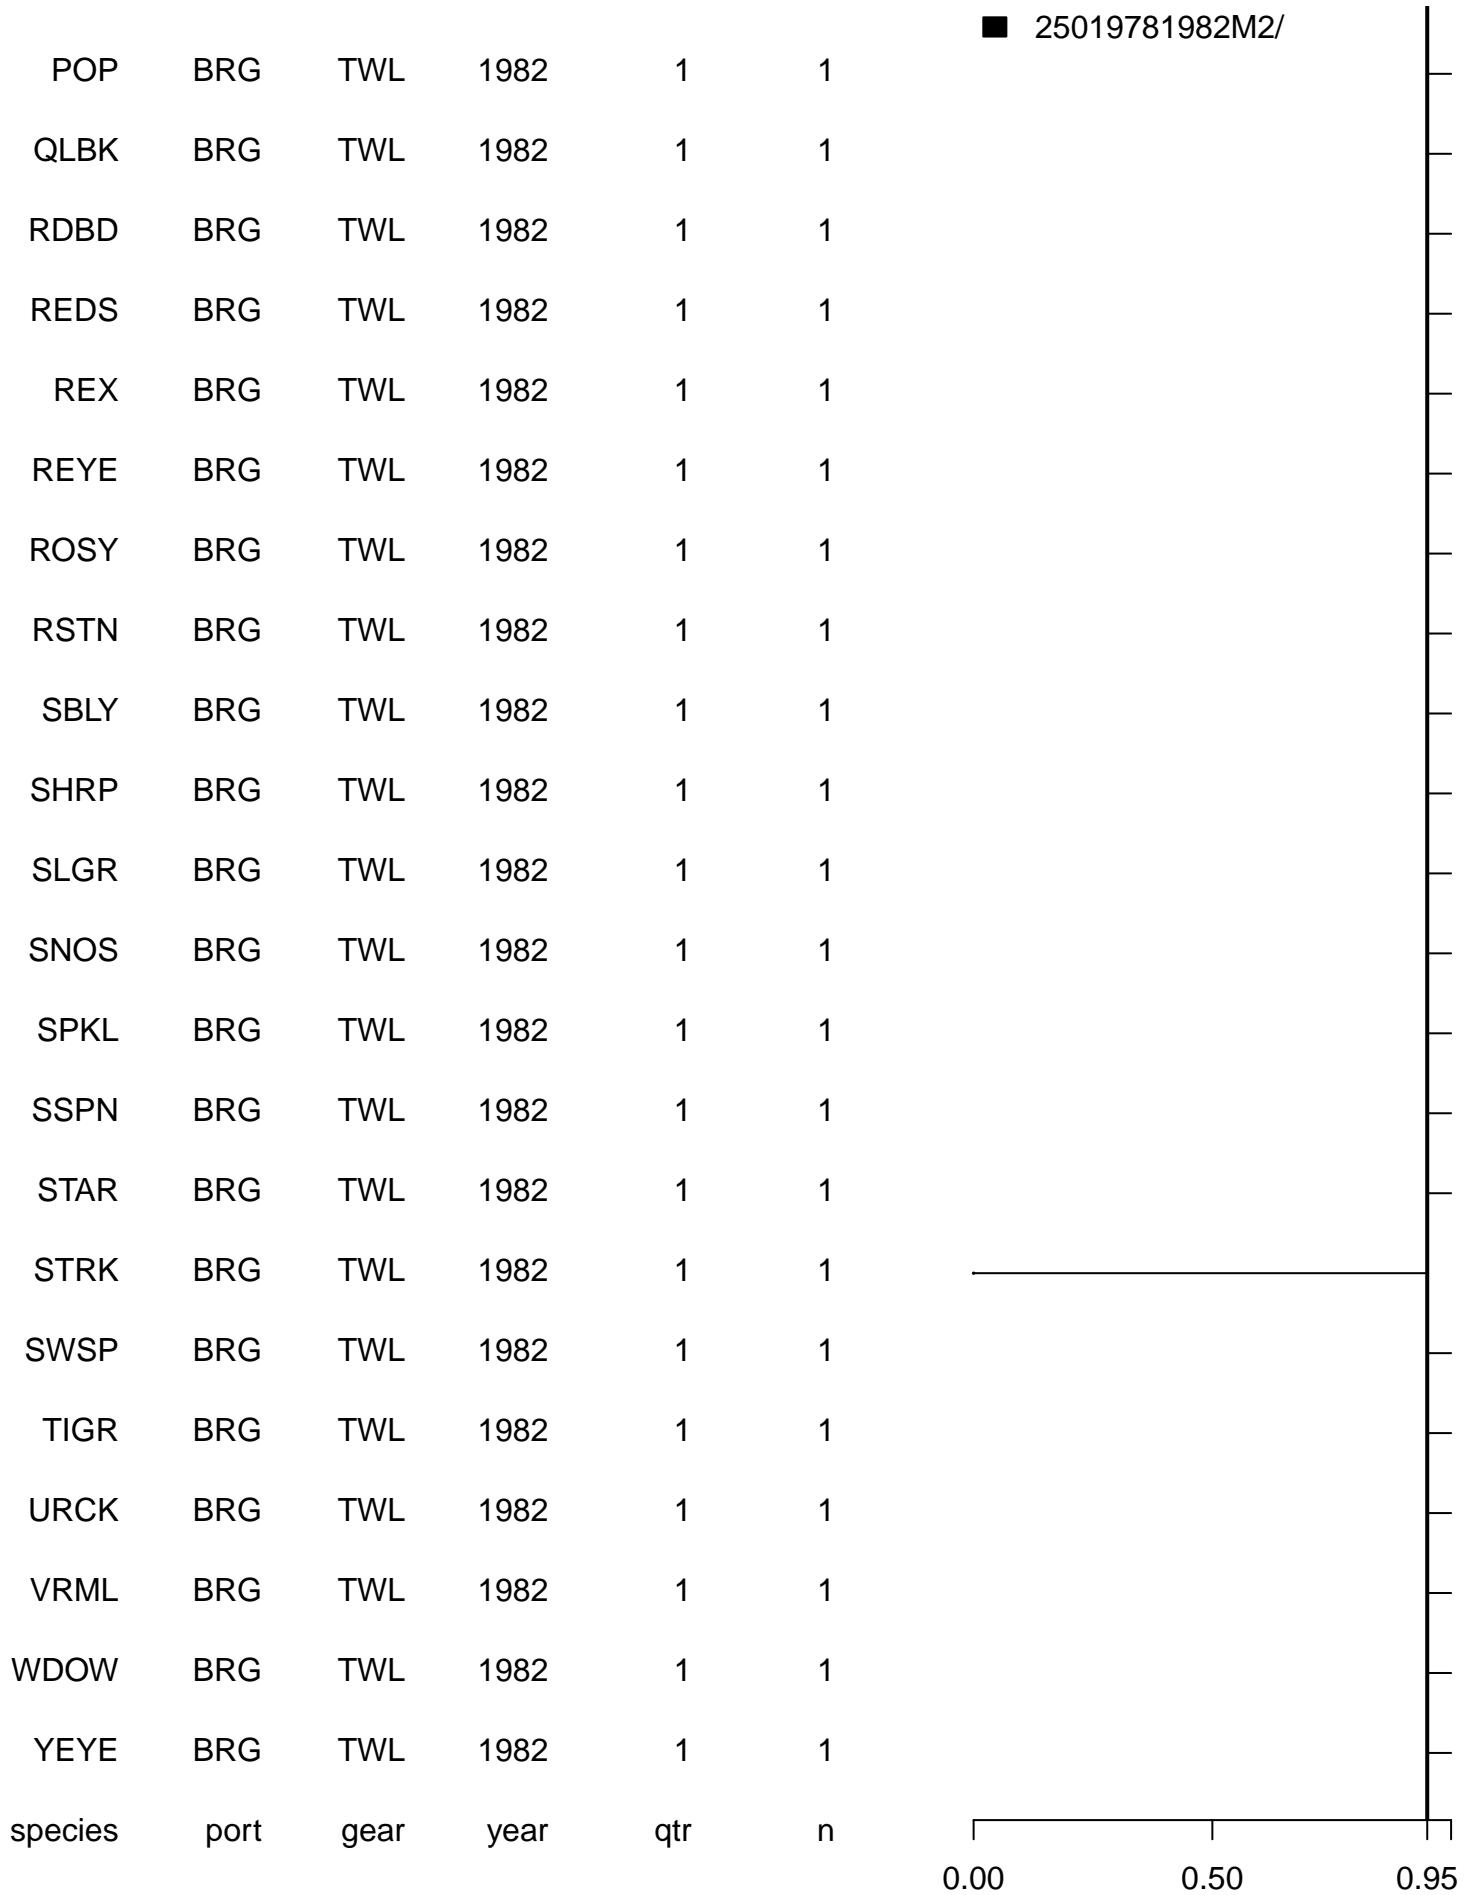 25019781982M2/
POP BRG TWL 1982 1 1
QLBK BRG TWL 1982 1 1
RDBD BRG TWL 1982 1 1
REDS BRG TWL 1982 1 1
REX BRG TWL 1982 1 1
REYE BRG TWL 1982 1 1
ROSY BRG TWL 1982 1 1
RSTN BRG TWL 1982 1 1
SBLY BRG TWL 1982 1 1
SHRP BRG TWL 1982 1 1
SLGR BRG TWL 1982 1 1
SNOS BRG TWL 1982 1 1
SPKL BRG TWL 1982 1 1
SSPN BRG TWL 1982 1 1
STAR BRG TWL 1982 1 1
STRK BRG TWL 1982 1 1
SWSP BRG TWL 1982 1 1
TIGR BRG TWL 1982 1 1
URCK BRG TWL 1982 1 1
VRML BRG TWL 1982 1 1
WDOW BRG TWL 1982 1 1
YEYE BRG TWL 1982 1 1
species port gear year qtr n
0.00 0.50 0.95